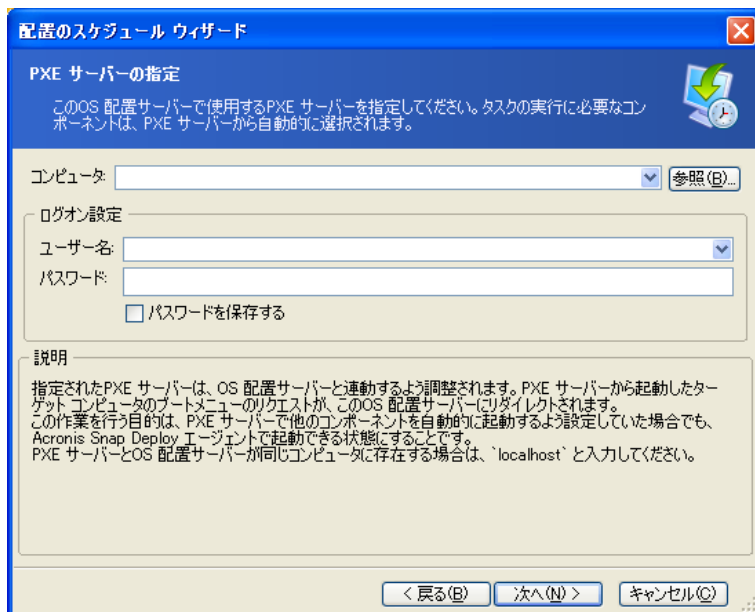 配置のスケジュール ウィザード
PXE サーバーの指定
このOS 配置サーバーで使用するPXE サーバーを指定してください。タスクの実行に必要なコン
ポーネントは、PXE サーバーから自動的に選択されます。
コンピュータ:
参照(B)...
ログオン設定
ユーザー名:
パスワード:
パスワードを保存する
説明
指定されたPXE サーバーは、OS 配置サーバーと連動するよう調整されます。PXE サーバーから起動したター
ゲット コンピュータのブートメニューのリクエストが、このOS 配置サーバーにリダイレクトされます。
この作業を行う目的は、PXE サーバーで他のコンポーネントを自動的に起動するよう設定していた場合でも、
Acronis Snap Deploy エージェントで起動できる状態にすることです。
PXE サーバーとOS 配置サーバーが同じコンピュータに存在する場合は、`localhost` と入力してください。
< 戻る(B)
次へ(N) >
キャンセル(C)